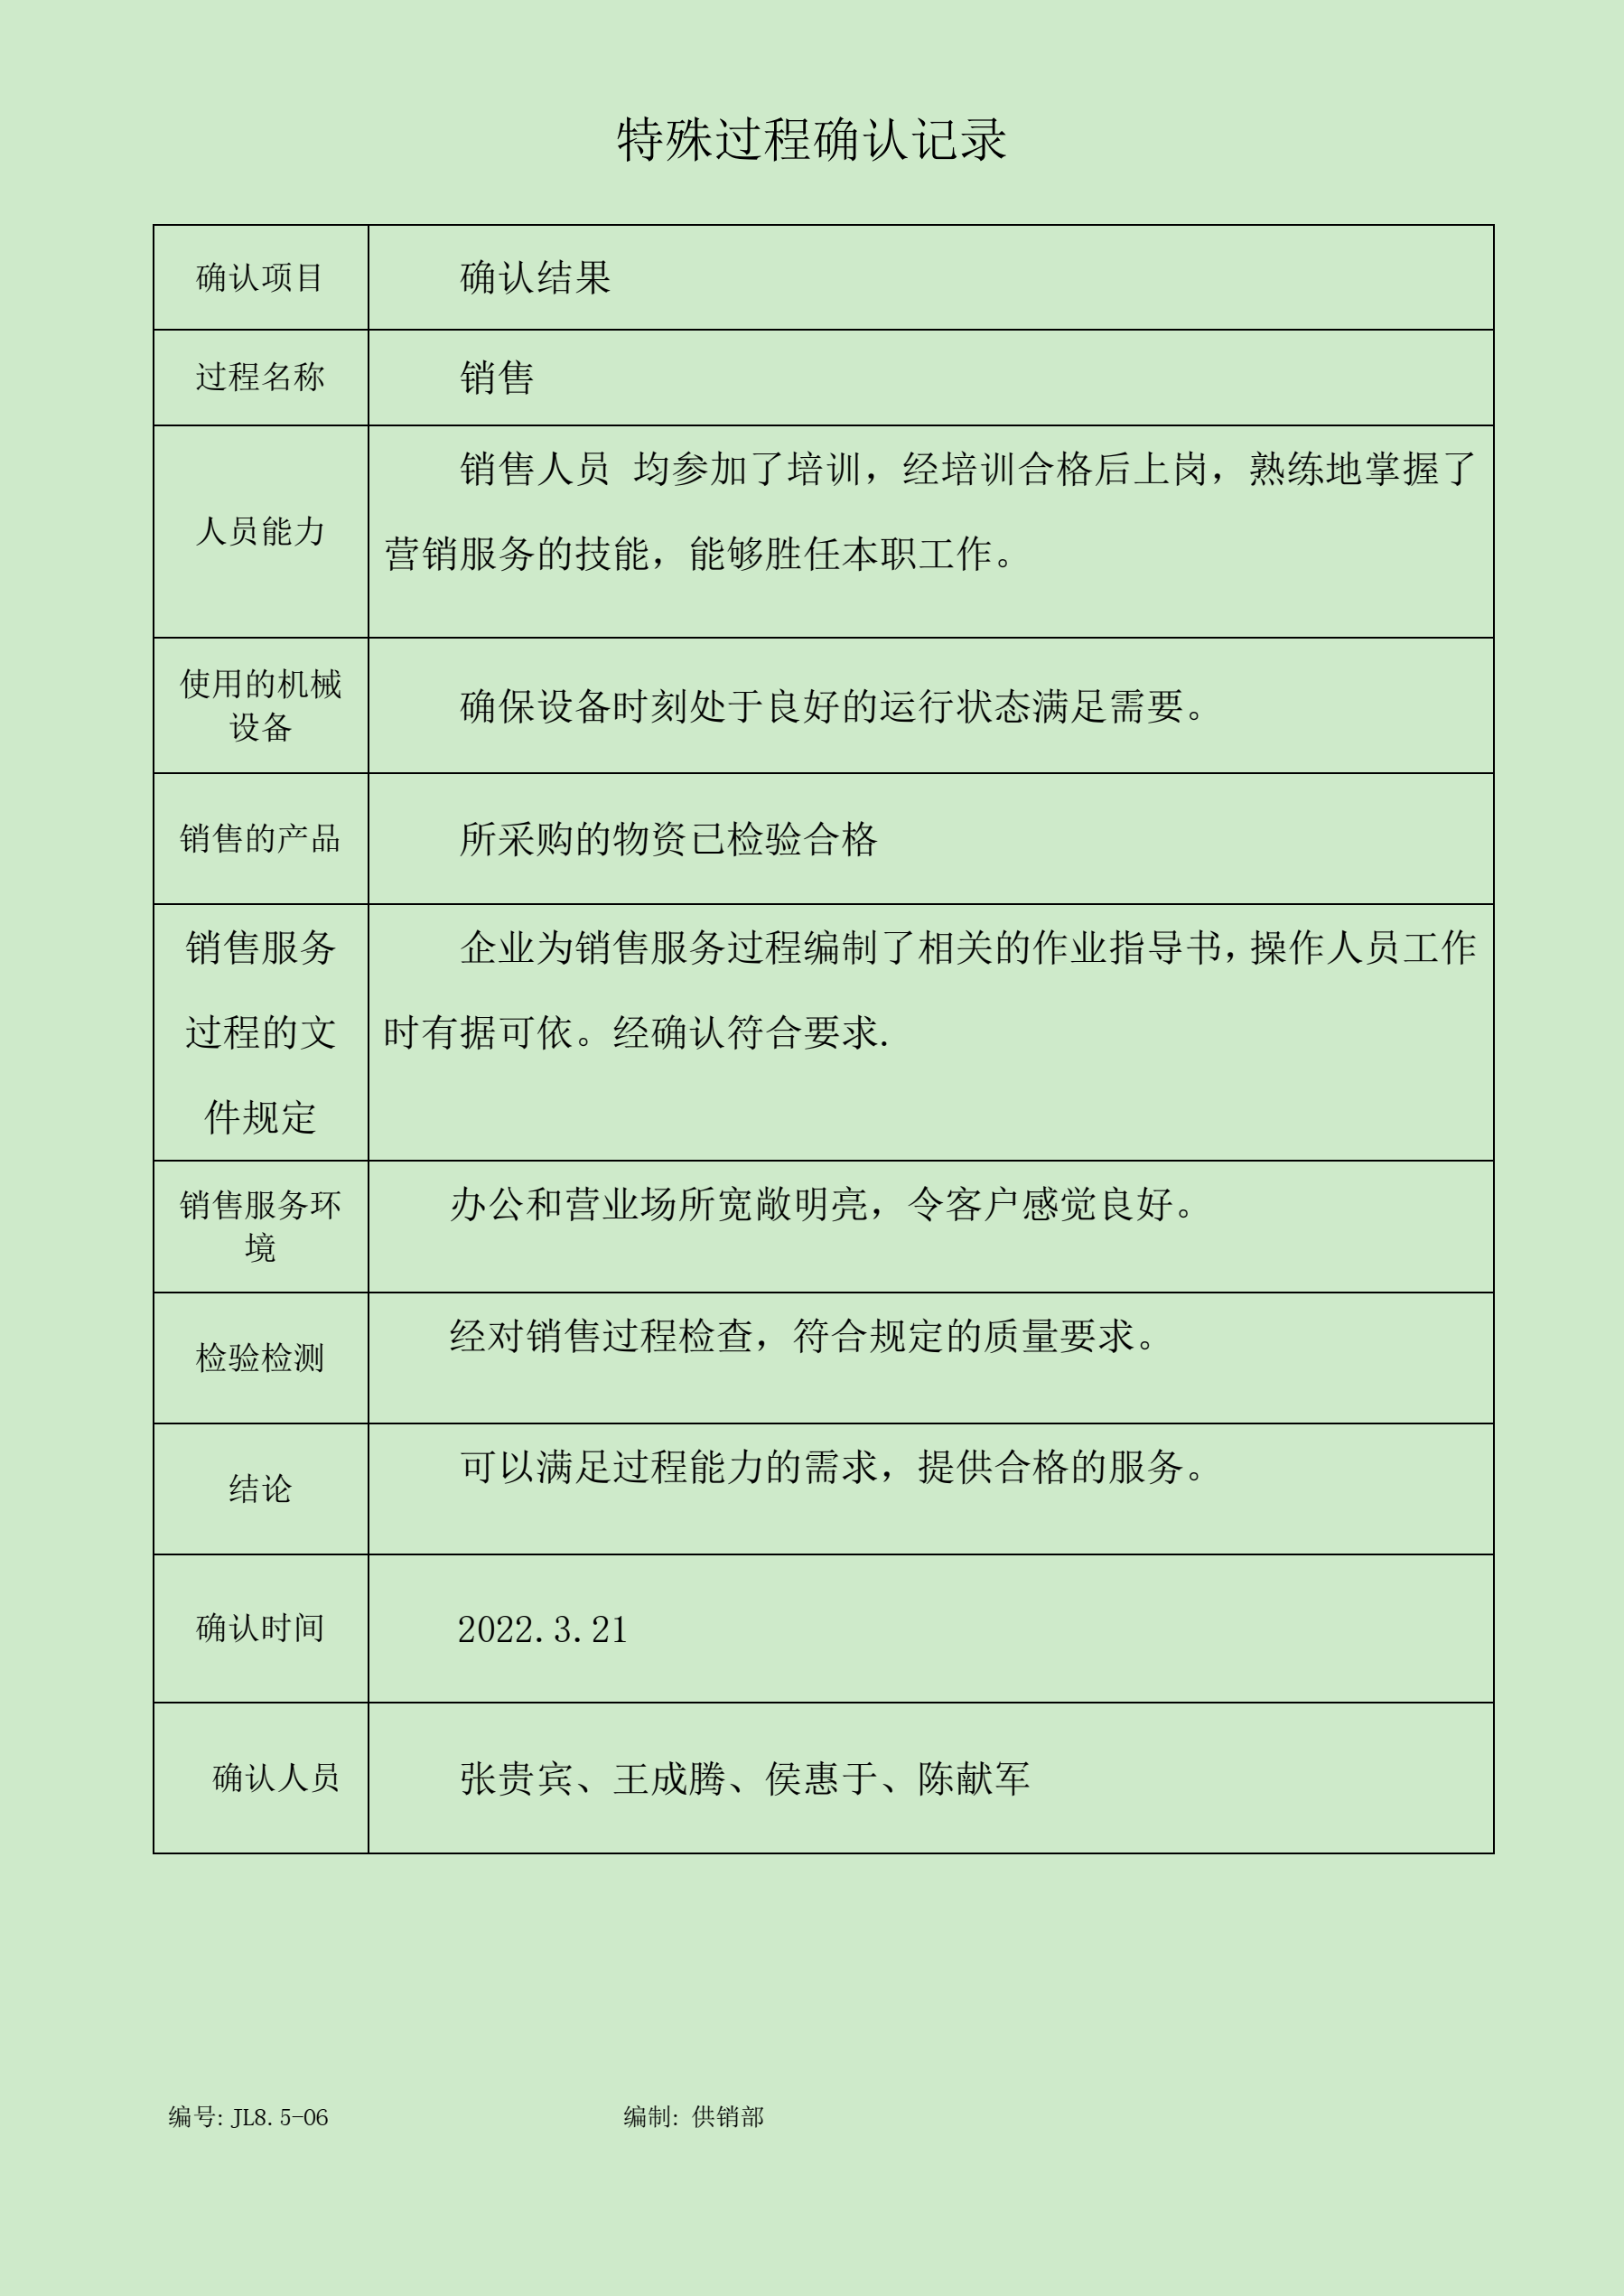 特殊过程确认记录
确认项目
确认结果
过程名称
销售
人员能力
销售人员 均参加了培训，经培训合格后上岗，熟练地掌握了
营销服务的技能，能够胜任本职工作。
使用的机械
设备
确保设备时刻处于良好的运行状态满足需要。
销售的产品
所采购的物资已检验合格
销售服务
过程的文
件规定
企业为销售服务过程编制了相关的作业指导书，操作人员工作
时有据可依。经确认符合要求.
销售服务环
境
办公和营业场所宽敞明亮，令客户感觉良好。
检验检测
经对销售过程检查，符合规定的质量要求。
结论
可以满足过程能力的需求，提供合格的服务。
确认时间
2022.3.21
确认人员
张贵宾、王成腾、侯惠于、陈献军
编号: JL8.5-06 编制: 供销部